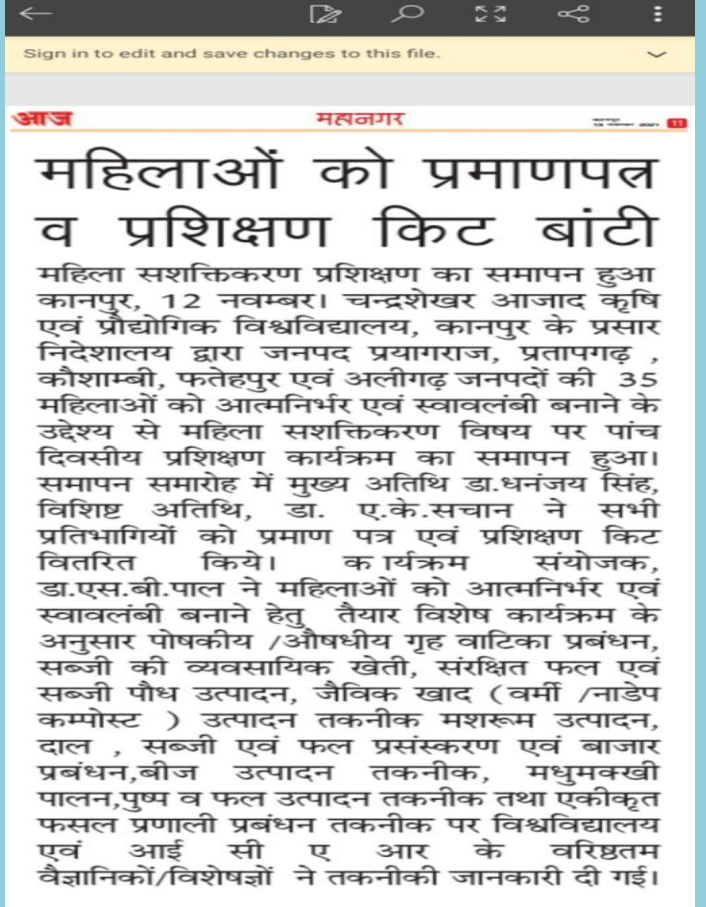 Sign in to edit and save changes to this file.
आज महानगर 11
महिलाओं को प्रमाणपत्र
व प्रशिक्षण किट बांटी
महिला सशक्तिकरण प्रशिक्षण का समापन हुआ
कानपुर, 12 नवम्बर। चन्द्रशेखर आजाद कृषि
एवं प्रौद्योगिक विश्वविद्यालय, कानपुर के प्रसार
निदेशालय द्वारा जनपद प्रयागराज, प्रतापगढ़ ,
कौशाम्बी, फतेहपुर एवं अलीगढ़ जनपदों की 35
महिलाओं को आत्मनिर्भर एवं स्वावलंबी बनाने के
उद्देश्य से महिला सशक्तिकरण विषय पर पांच
दिवसीय प्रशिक्षण कार्यक्रम का समापन हुआ।
समापन समारोह में मुख्य अतिथि डा.धनंजय सिंह,
विशिष्ट अतिथि, डा. ए.के.सचान ने सभी
प्रतिभागियों को प्रमाण पत्र एवं प्रशिक्षण किट
वितरित किये। क ार्यक्रम संयोजक,
डा.एस.बी.पाल ने महिलाओं को आत्मनिर्भर एवं
स्वावलंबी बनाने हेतु तैयार विशेष कार्यक्रम के
अनुसार पोषकीय /औषधीय गृह वाटिका प्रबंधन,
सब्जी की व्यवसायिक खेती, संरक्षित फल एवं
सब्जी पौध उत्पादन, जैविक खाद (वर्मी /नाडेप
कम्पोस्ट ) उत्पादन तकनीक मशरूम उत्पादन,
दाल , सब्जी एवं फल प्रसंस्करण एवं बाजार
प्रबंधन,बीज उत्पादन तकनीक, मधुमक्खी
पालन,पुष्प व फल उत्पादन तकनीक तथा एकीकृत
फसल प्रणाली प्रबंधन तकनीक पर विश्वविद्यालय
एवं आई सी ए आर के वरिष्ठतम
वैज्ञानिकों/विशेषज्ञों ने तकनीकी जानकारी दी गई।